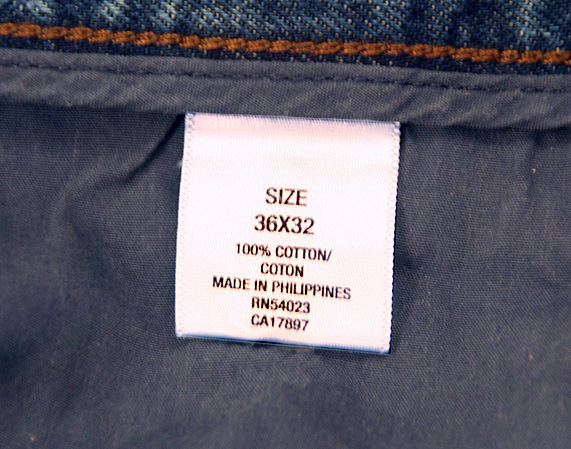 SIZE
36X32
100% COTTON/
COTON
MADE IN PHILIPPINES
RN54023
CA17897